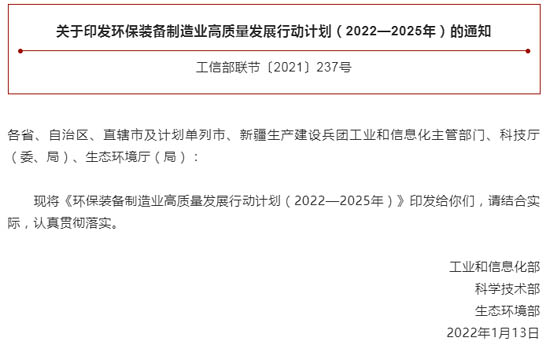 关于印发环保装备制造业高质量发展行动计划（2022—2025年）的通知
工信部联节〔2021〕237号
各省、自治区、直辖市及计划单列市、新疆生产建设兵团工业和信息化主管部门、科技厅
（委、局）、生态环境厅（局）：
现将《环保装备制造业高质量发展行动计划（2022—2025年）》印发给你们，请结合实
际，认真贯彻落实。
工业和信息化部
科学技术部
生态环境部
2022年1月13日